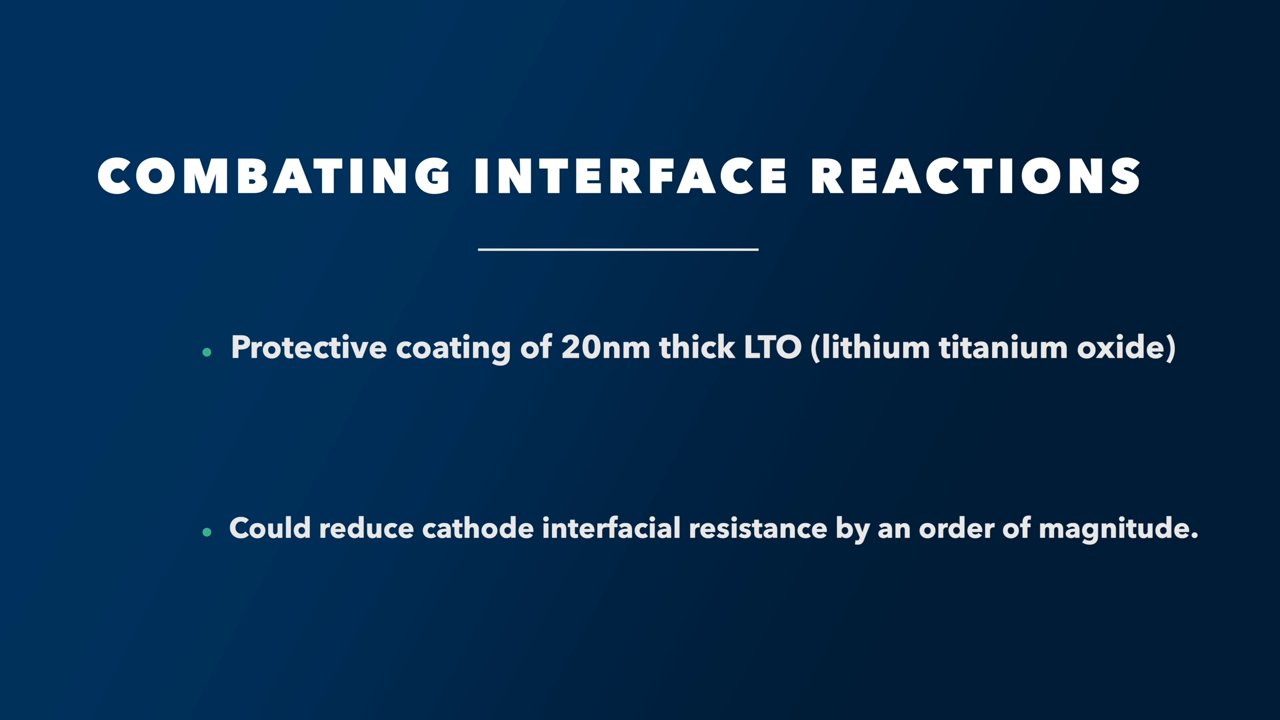 COMBATING INTERFACE REACTIONS
• Protective coating of 20nm thick LTO (lithium titanium oxide)
• Could reduce cathode interfacial resistance by an order of magnitude.